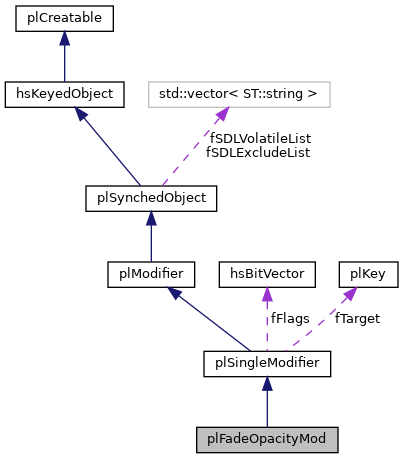 plCreatable
hsKeyedObject
std::vector< ST::string >
fSDLVolatileList
fSDLExcludeList
plSynchedObject
plModifier
hsBitVector
plKey
fFlags
fTarget
plSingleModifier
plFadeOpacityMod